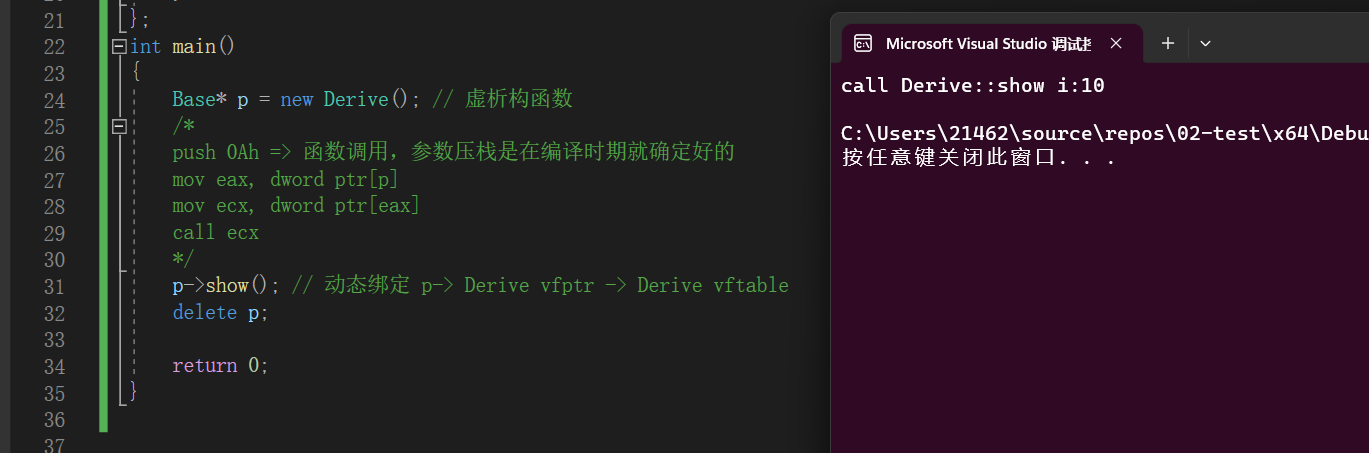 21 };
22 int main()
23 {
24 Base* p = new Derive(); // 虚析构函数
25 /*
26 push 0Ah => 函数调用，参数压栈是在编译时期就确定好的
27 mov eax, dword ptr[p]
28 mov ecx, dword ptr[eax]
29 call ecx
30 */
31 p->show(); // 动态绑定 p-> Derive vfptr -> Derive vftable
32 delete p;
33
34 return 0;
35 }
36
37
Microsoft Visual Studio 调试
call Derive::show i:10
C:\Users\21462\source\repos\02-test\x64\Debu
按任意键关闭此窗口. . .